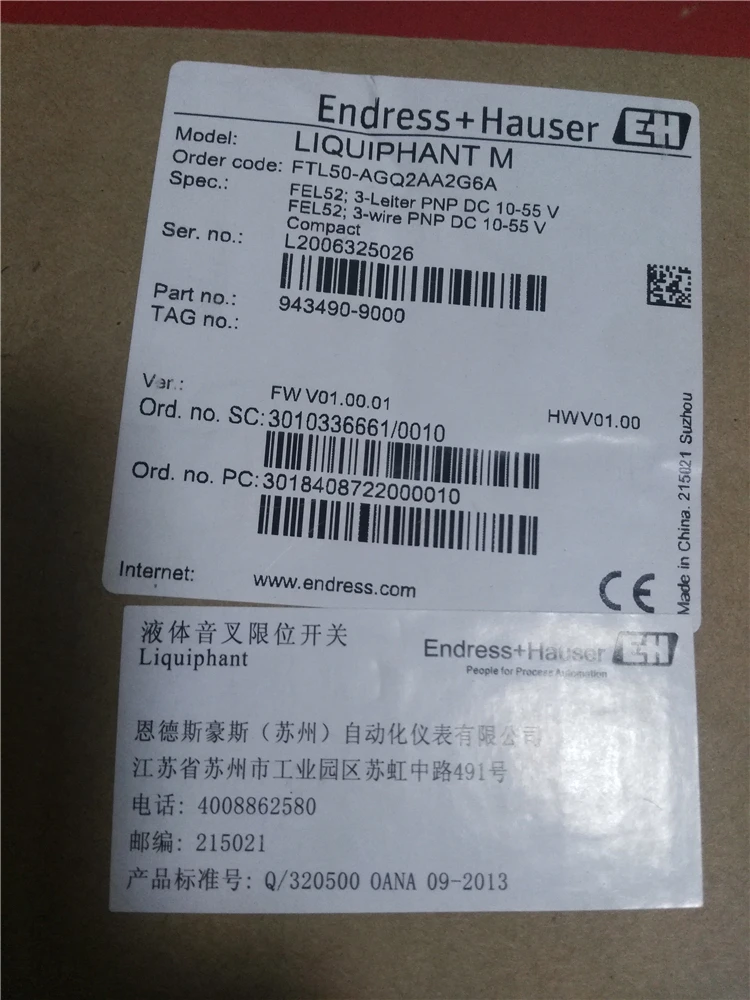 Endress+Hauser EH
Model: LIQUIPHANT M
Order code: FTL50-AGQ2AA2G6A
Spec.: FEL52; 3-Leiter PNP DC 10-55 V
FEL52; 3-wire PNP DC 10-55 V
Compact
Ser. no.: L2006325026
Part no.: 943490-9000
TAG no.:
Ver.: FW V01.00.01 HWV01.00
Ord. no. SC: 3010336661/0010
Ord. no. PC: 3018408722000010
Internet: www.endress.com
CE
Made in China. 215021 Suzhou
液体音叉限位开关
Liquiphant
Endress+Hauser EH
People for Process Automation
恩德斯豪斯（苏州）自动化仪表有限公司
江苏省苏州市工业园区苏虹中路491号
电话: 4008862580
邮编: 215021
产品标准号: Q/320500 OANA 09-2013